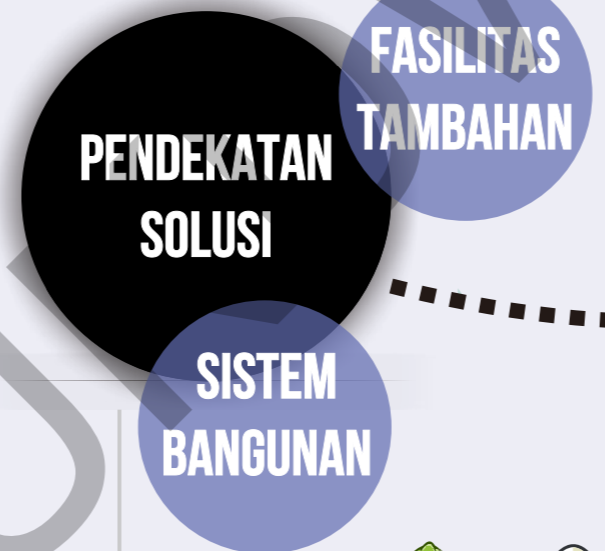 FASILITAS
TAMBAHAN
PENDEKATAN
SOLUSI
SISTEM
BANGUNAN